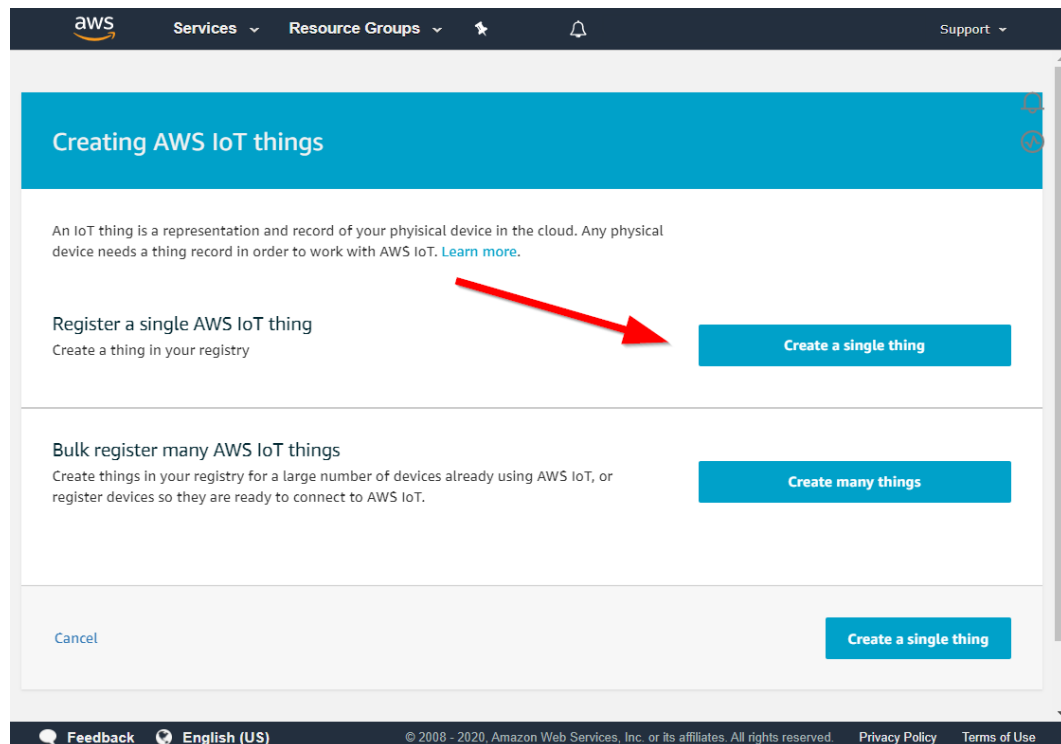 aws Services Resource Groups Support
Creating AWS IoT things
An IoT thing is a representation and record of your phyisical device in the cloud. Any physical
device needs a thing record in order to work with AWS IoT. Learn more.
Register a single AWS IoT thing
Create a thing in your registry
Create a single thing
Bulk register many AWS IoT things
Create things in your registry for a large number of devices already using AWS IoT, or
register devices so they are ready to connect to AWS IoT.
Create many things
Cancel
Create a single thing
Feedback English (US) © 2008 - 2020, Amazon Web Services, Inc. or its affiliates. All rights reserved. Privacy Policy Terms of Use